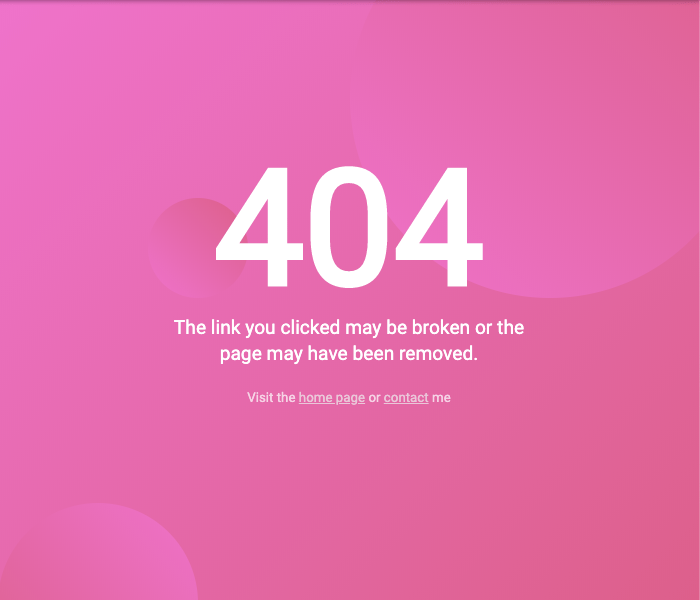 404
The link you clicked may be broken or the
page may have been removed.
Visit the home page or contact me